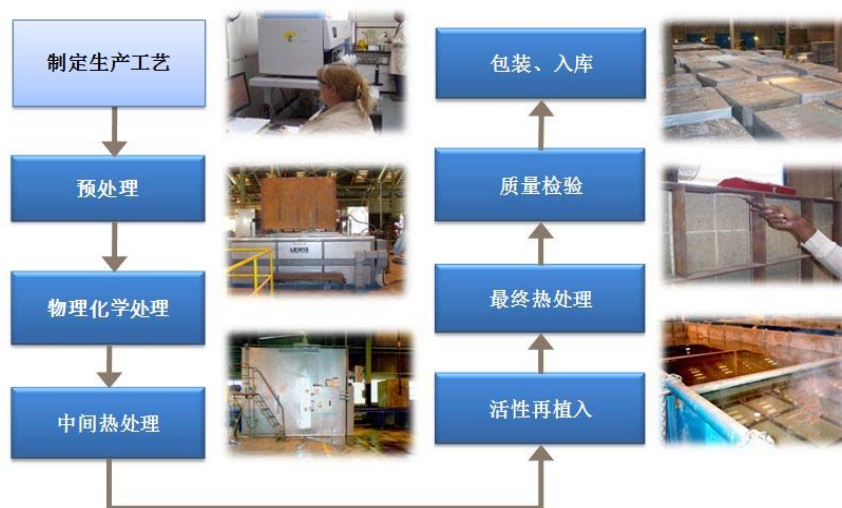 制定生产工艺
预处理
物理化学处理
中间热处理
活性再植入
最终热处理
质量检验
包装、入库
LEWIS